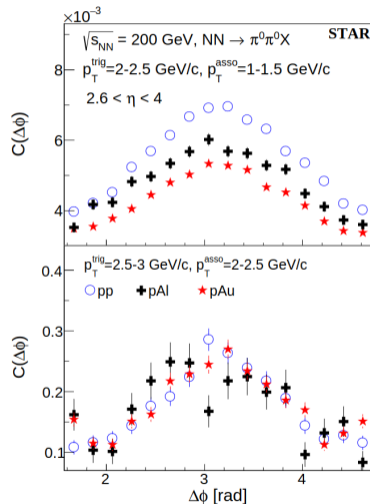 ×10⁻³
√s_NN = 200 GeV, NN → π⁰π⁰X STAR
p_T^trig=2-2.5 GeV/c, p_T^asso=1-1.5 GeV/c
2.6 < η < 4
C(Δϕ)
8
6
4
p_T^trig=2.5-3 GeV/c, p_T^asso=2-2.5 GeV/c
pp pAl pAu
C(Δϕ)
0.4
0.3
0.2
0.1
2 3 4
Δϕ [rad]